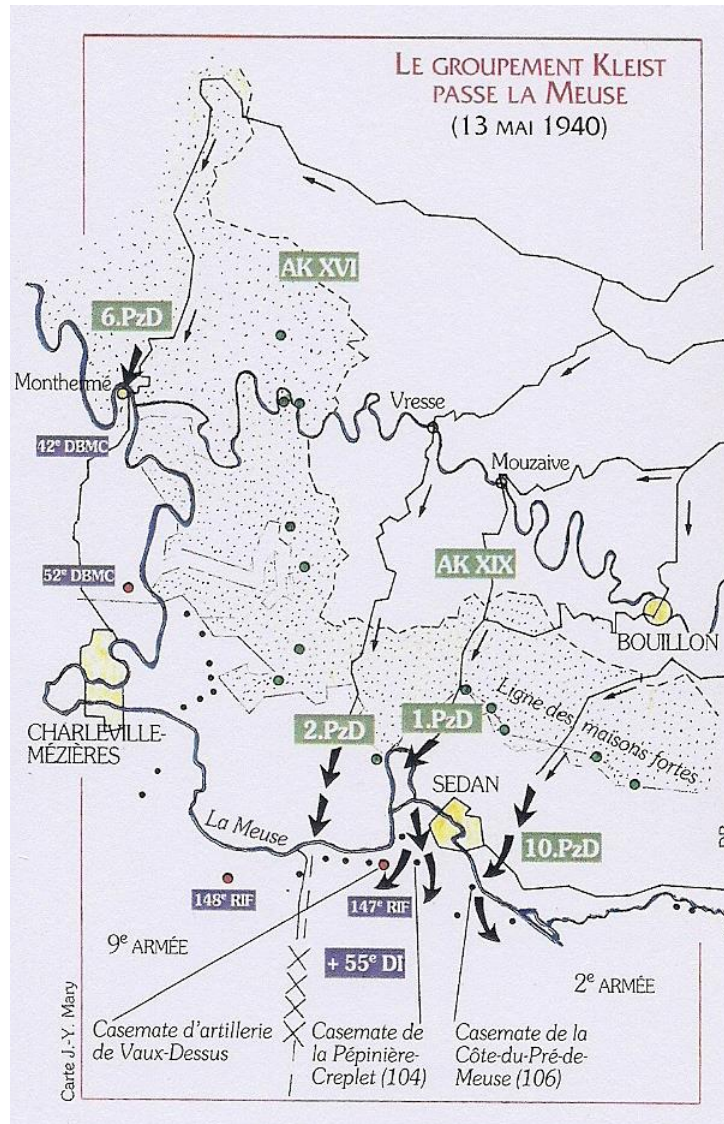 LE GROUPEMENT KLEIST
PASSE LA MEUSE
(13 MAI 1940)
AK XVI
6.PzD
Monthermé
Vresse
42e DBMC
Mouzaive
52e DBMC
AK XIX
BOUILLON
CHARLEVILLE-
MÉZIÈRES
2.PzD
1.PzD
Ligne des maisons fortes
SEDAN
La Meuse
10.PzD
148e RIF
147e RIF
9e ARMÉE
+ 55e DI
2e ARMÉE
Casemate d'artillerie
de Vaux-Dessus
Casemate de
la Pépinière-
Creplet (104)
Casemate de la
Côte-du-Pré-de-
Meuse (106)
Carte J.-Y. Mary